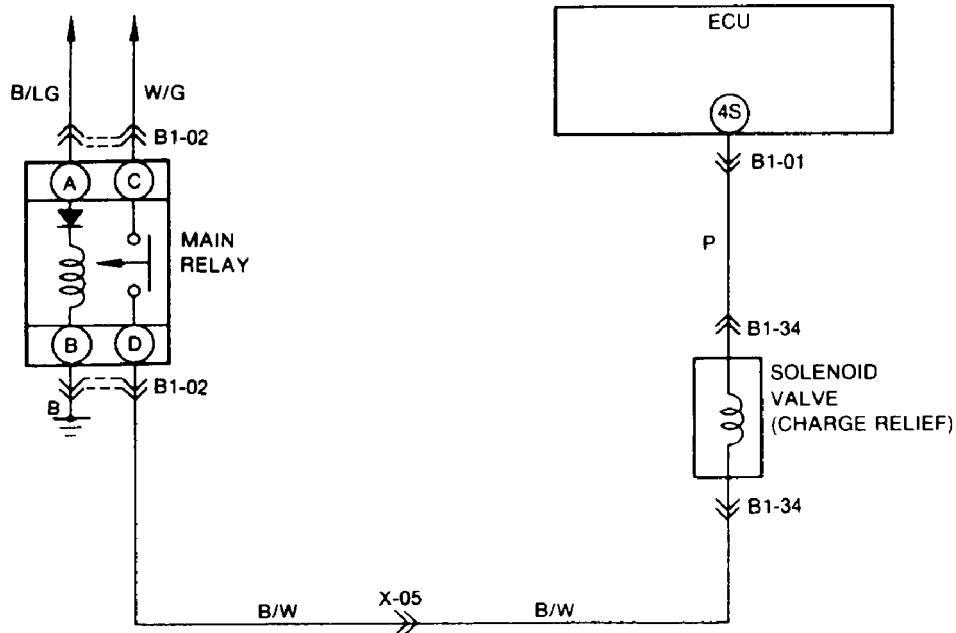 ECU
4S
B/LG
W/G
B1-02
B1-01
A
C
MAIN
RELAY
P
B
D
B1-34
B1-02
B
SOLENOID
VALVE
(CHARGE RELIEF)
B1-34
B/W
X-05
B/W